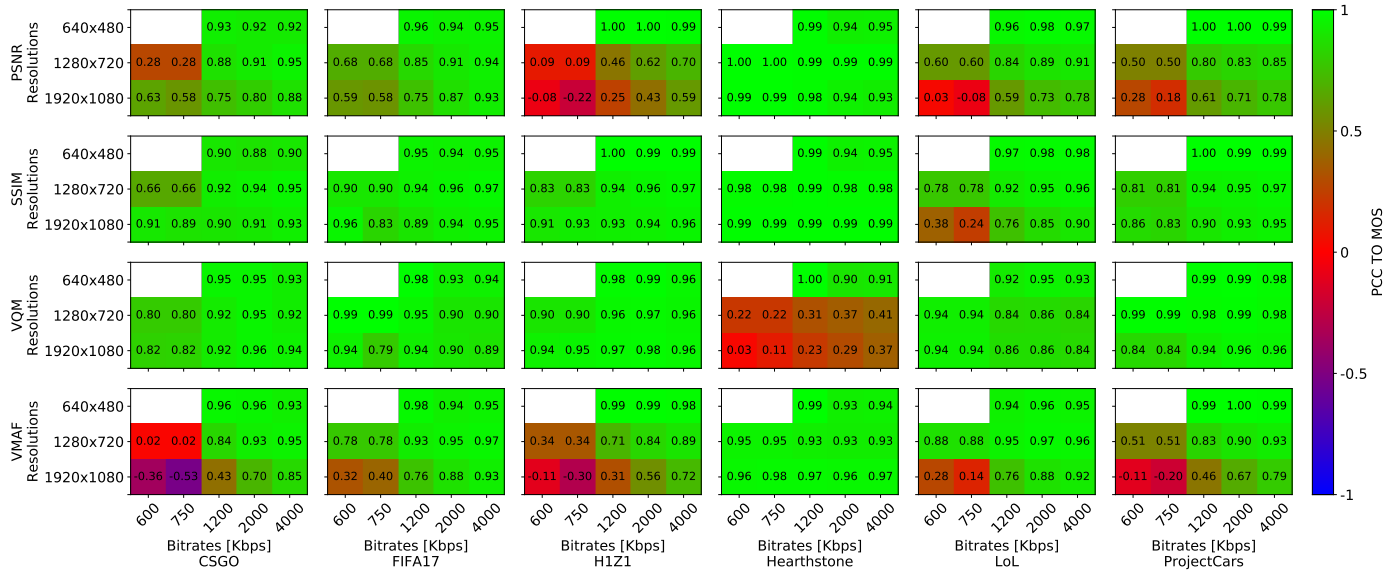 PSNR
Resolutions
640x480 0.93 0.92 0.92 0.96 0.94 0.95 1.00 1.00 0.99 0.99 0.94 0.95 0.96 0.98 0.97 1.00 1.00 0.99
1280x720 0.28 0.28 0.88 0.91 0.95 0.68 0.68 0.85 0.91 0.94 0.09 0.09 0.46 0.62 0.70 1.00 1.00 0.99 0.99 0.99 0.60 0.60 0.84 0.89 0.91 0.50 0.50 0.80 0.83 0.85
1920x1080 0.63 0.58 0.75 0.80 0.88 0.59 0.58 0.75 0.87 0.93 -0.08 -0.22 0.25 0.43 0.59 0.99 0.99 0.98 0.94 0.93 0.03 -0.08 0.59 0.73 0.78 0.28 0.18 0.61 0.71 0.78
SSIM
Resolutions
640x480 0.90 0.88 0.90 0.95 0.94 0.95 1.00 0.99 0.99 0.99 0.94 0.95 0.97 0.98 0.98 1.00 0.99 0.99
1280x720 0.66 0.66 0.92 0.94 0.95 0.90 0.90 0.94 0.96 0.97 0.83 0.83 0.94 0.96 0.97 0.98 0.98 0.98 0.98 0.98 0.78 0.78 0.92 0.95 0.96 0.81 0.81 0.94 0.95 0.97
1920x1080 0.91 0.89 0.90 0.91 0.93 0.96 0.83 0.89 0.94 0.95 0.91 0.93 0.93 0.94 0.96 0.99 0.99 0.99 0.99 0.99 0.38 0.24 0.76 0.85 0.90 0.86 0.83 0.90 0.93 0.95
VQM
Resolutions
640x480 0.95 0.95 0.93 0.98 0.93 0.94 0.98 0.99 0.96 1.00 0.90 0.91 0.92 0.95 0.93 0.99 0.99 0.98
1280x720 0.80 0.80 0.92 0.95 0.92 0.99 0.99 0.95 0.90 0.90 0.90 0.90 0.96 0.97 0.96 0.22 0.22 0.31 0.37 0.41 0.94 0.94 0.84 0.86 0.84 0.99 0.99 0.98 0.99 0.98
1920x1080 0.82 0.82 0.92 0.96 0.94 0.94 0.79 0.94 0.90 0.89 0.94 0.95 0.97 0.98 0.96 0.03 0.11 0.23 0.29 0.37 0.94 0.94 0.86 0.86 0.84 0.84 0.84 0.94 0.96 0.96
VMAF
Resolutions
640x480 0.96 0.96 0.93 0.98 0.94 0.95 0.99 0.99 0.98 0.99 0.93 0.94 0.94 0.96 0.95 0.99 1.00 0.99
1280x720 0.02 0.02 0.84 0.93 0.95 0.78 0.78 0.93 0.95 0.97 0.34 0.34 0.71 0.84 0.89 0.95 0.95 0.93 0.93 0.93 0.88 0.88 0.95 0.97 0.96 0.51 0.51 0.83 0.90 0.93
1920x1080 -0.36 -0.53 0.43 0.70 0.85 0.32 0.40 0.76 0.88 0.93 -0.11 -0.30 0.31 0.56 0.72 0.96 0.98 0.97 0.97 0.97 0.28 0.14 0.76 0.88 0.92 -0.11 -0.20 0.46 0.67 0.79
600 750 1200 2000 4000 600 750 1200 2000 4000 600 750 1200 2000 4000 600 750 1200 2000 4000 600 750 1200 2000 4000 600 750 1200 2000 4000
Bitrates [Kbps] Bitrates [Kbps] Bitrates [Kbps] Bitrates [Kbps] Bitrates [Kbps] Bitrates [Kbps]
CSGO FIFA17 H1Z1 Hearthstone LoL ProjectCars
1
0.5
0
-0.5
-1
PCC TO MOS